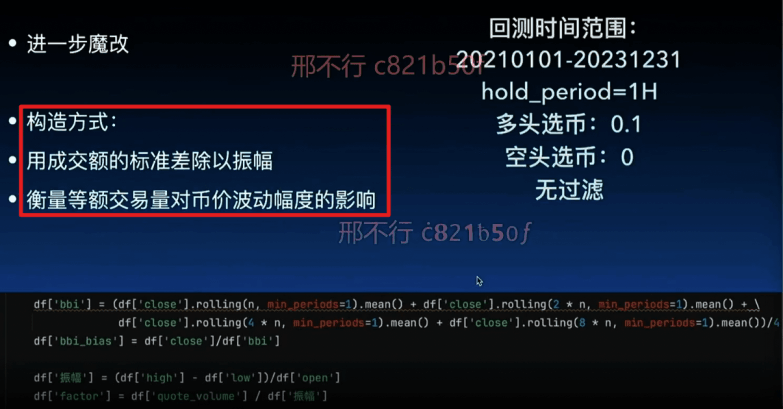 • 进一步魔改
• 构造方式：
• 用成交额的标准差除以振幅
• 衡量等额交易量对币价波动幅度的影响
回测时间范围：
20210101-20231231
hold_period=1H
多头选币：0.1
空头选币：0
无过滤
邢不行 c821b50f
邢不行 c821b50f
df['bbi'] = (df['close'].rolling(n, min_periods=1).mean() + df['close'].rolling(2 * n, min_periods=1).mean() + \
df['close'].rolling(4 * n, min_periods=1).mean() + df['close'].rolling(8 * n, min_periods=1).mean())/4
df['bbi_bias'] = df['close']/df['bbi']
df['振幅'] = (df['high'] - df['low'])/df['open']
df['factor'] = df['quote_volume'] / df['振幅']